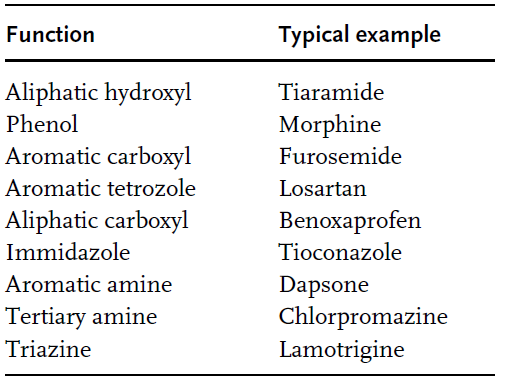 Function Typical example
Aliphatic hydroxyl Tiaramide
Phenol Morphine
Aromatic carboxyl Furosemide
Aromatic tetrozole Losartan
Aliphatic carboxyl Benoxaprofen
Immidazole Tioconazole
Aromatic amine Dapsone
Tertiary amine Chlorpromazine
Triazine Lamotrigine